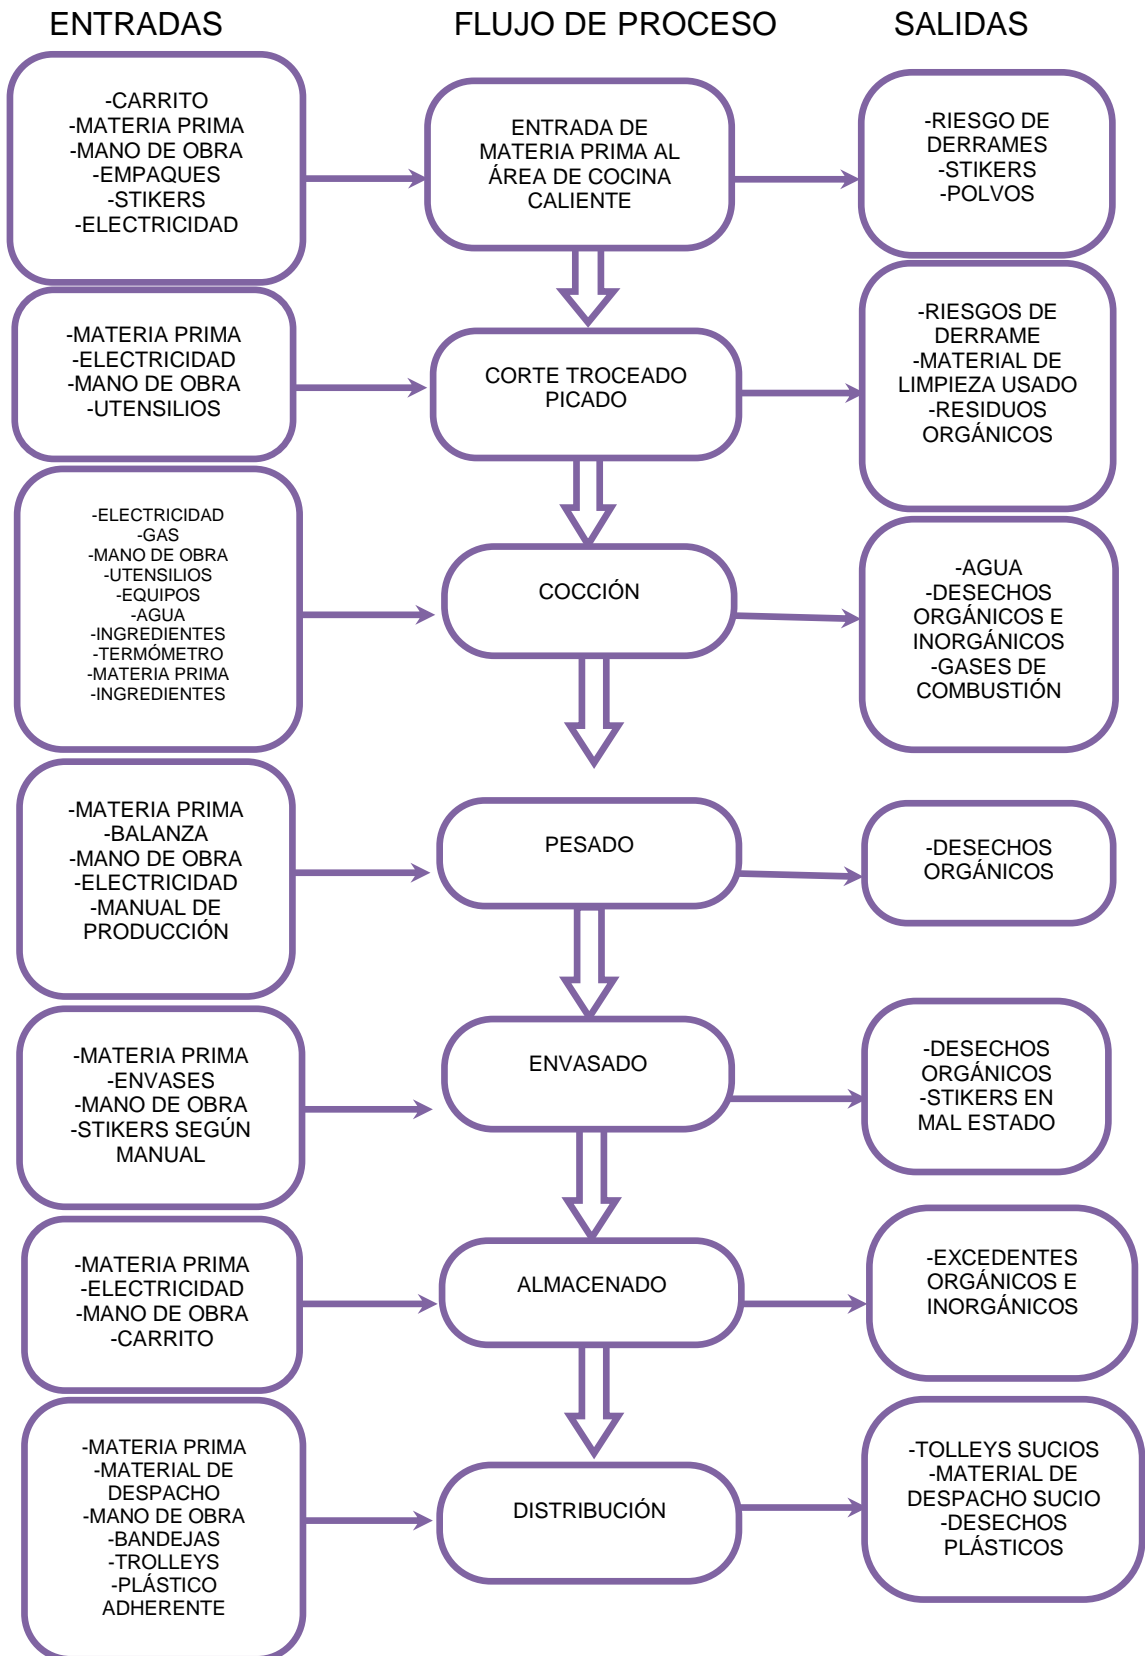 ENTRADAS
FLUJO DE PROCESO
SALIDAS
-CARRITO
-MATERIA PRIMA
-MANO DE OBRA
-EMPAQUES
-STIKERS
-ELECTRICIDAD
ENTRADA DE
MATERIA PRIMA AL
ÁREA DE COCINA
CALIENTE
-RIESGO DE
DERRAMES
-STIKERS
-POLVOS
-MATERIA PRIMA
-ELECTRICIDAD
-MANO DE OBRA
-UTENSILIOS
CORTE TROCEADO
PICADO
-RIESGOS DE
DERRAME
-MATERIAL DE
LIMPIEZA USADO
-RESIDUOS
ORGÁNICOS
-ELECTRICIDAD
-GAS
-MANO DE OBRA
-UTENSILIOS
-EQUIPOS
-AGUA
-INGREDIENTES
-TERMÓMETRO
-MATERIA PRIMA
-INGREDIENTES
COCCIÓN
-AGUA
-DESECHOS
ORGÁNICOS E
INORGÁNICOS
-GASES DE
COMBUSTIÓN
-MATERIA PRIMA
-BALANZA
-MANO DE OBRA
-ELECTRICIDAD
-MANUAL DE
PRODUCCIÓN
PESADO
-DESECHOS
ORGÁNICOS
-MATERIA PRIMA
-ENVASES
-MANO DE OBRA
-STIKERS SEGÚN
MANUAL
ENVASADO
-DESECHOS
ORGÁNICOS
-STIKERS EN
MAL ESTADO
-MATERIA PRIMA
-ELECTRICIDAD
-MANO DE OBRA
-CARRITO
ALMACENADO
-EXCEDENTES
ORGÁNICOS E
INORGÁNICOS
-MATERIA PRIMA
-MATERIAL DE
DESPACHO
-MANO DE OBRA
-BANDEJAS
-TROLLEYS
-PLÁSTICO
ADHERENTE
DISTRIBUCIÓN
-TOLLEYS SUCIOS
-MATERIAL DE
DESPACHO SUCIO
-DESECHOS
PLÁSTICOS